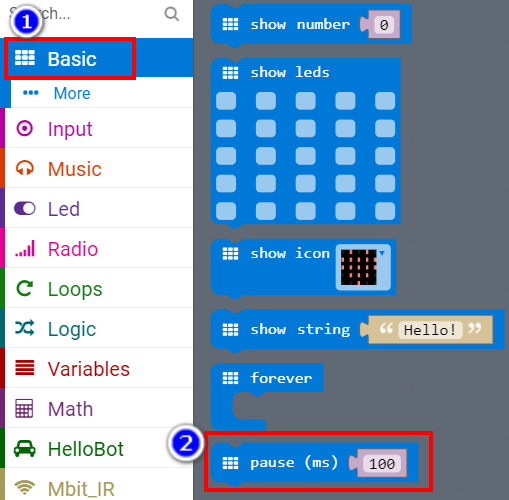 Search...
1
Basic
More
Input
Music
Led
Radio
Loops
Logic
Variables
Math
HelloBot
Mbit_IR
show number 0
show leds
show icon
show string “ Hello! ”
forever
2
pause (ms) 100